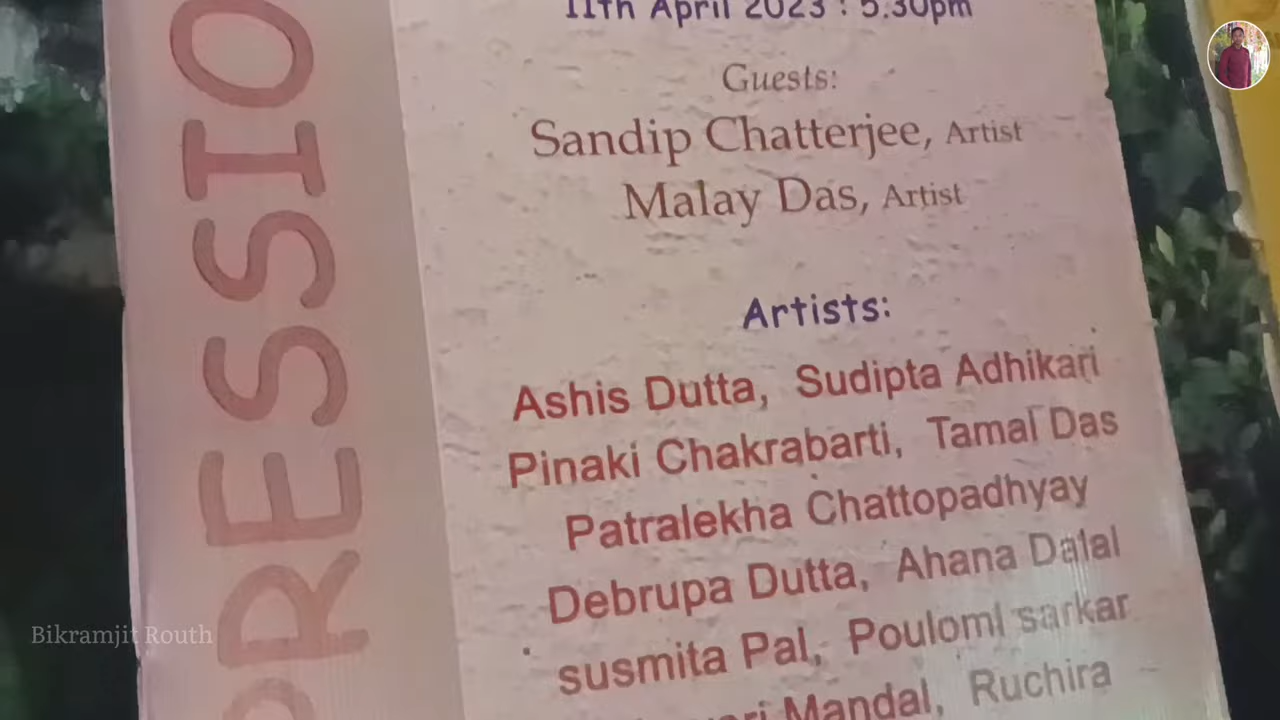 11th April 2023 : 5.30pm
Guests:
Sandip Chatterjee, Artist
Malay Das, Artist
Artists:
Ashis Dutta, Sudipta Adhikari
Pinaki Chakrabarti, Tamal Das
Patralekha Chattopadhyay
Debrupa Dutta, Ahana Dalal
susmita Pal, Poulomi sarkar
Mandal, Ruchira
PRESSIO
Bikramjit Routh